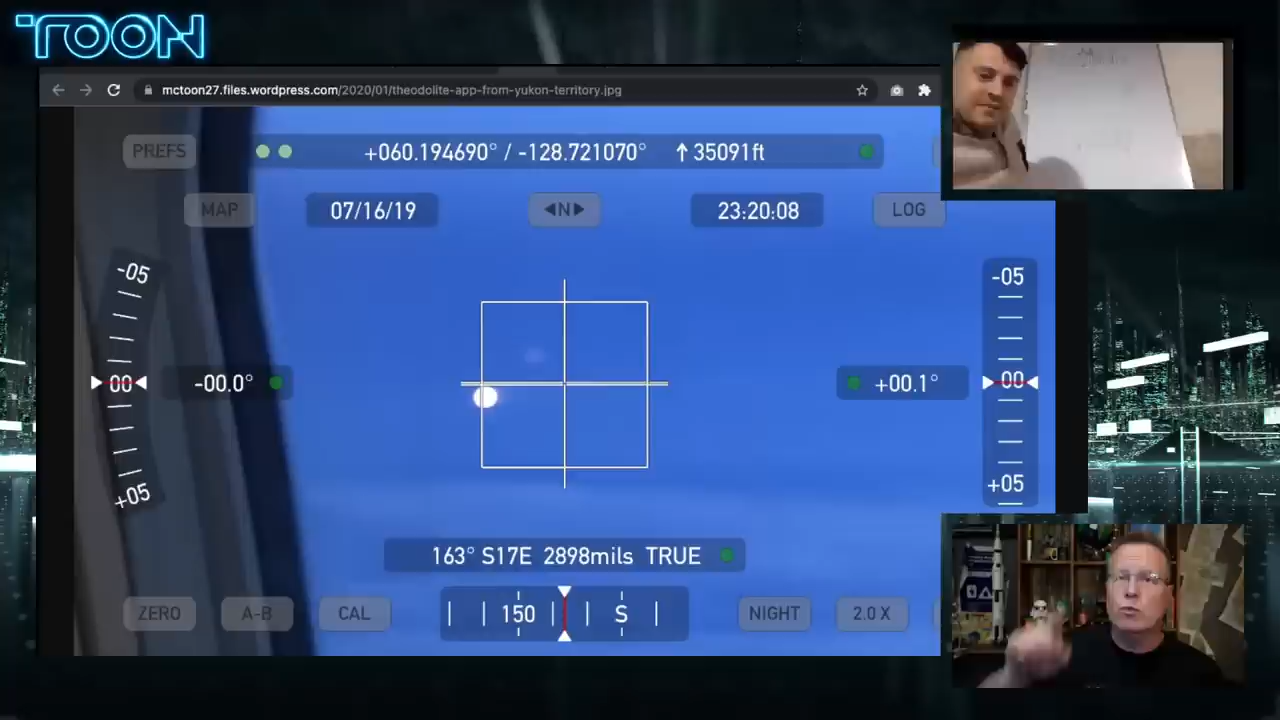 TOON
mctoon27.files.wordpress.com/2020/01/theodolite-app-from-yukon-territory.jpg
PREFS
+060.194690° / -128.721070° ↑35091ft
MAP
07/16/19
◄N►
23:20:08
LOG
-05
-05
00
-00.0°
+00.1°
00
+05
+05
163° S17E 2898mils TRUE
ZERO
A-B
CAL
150
S
NIGHT
2.0 X